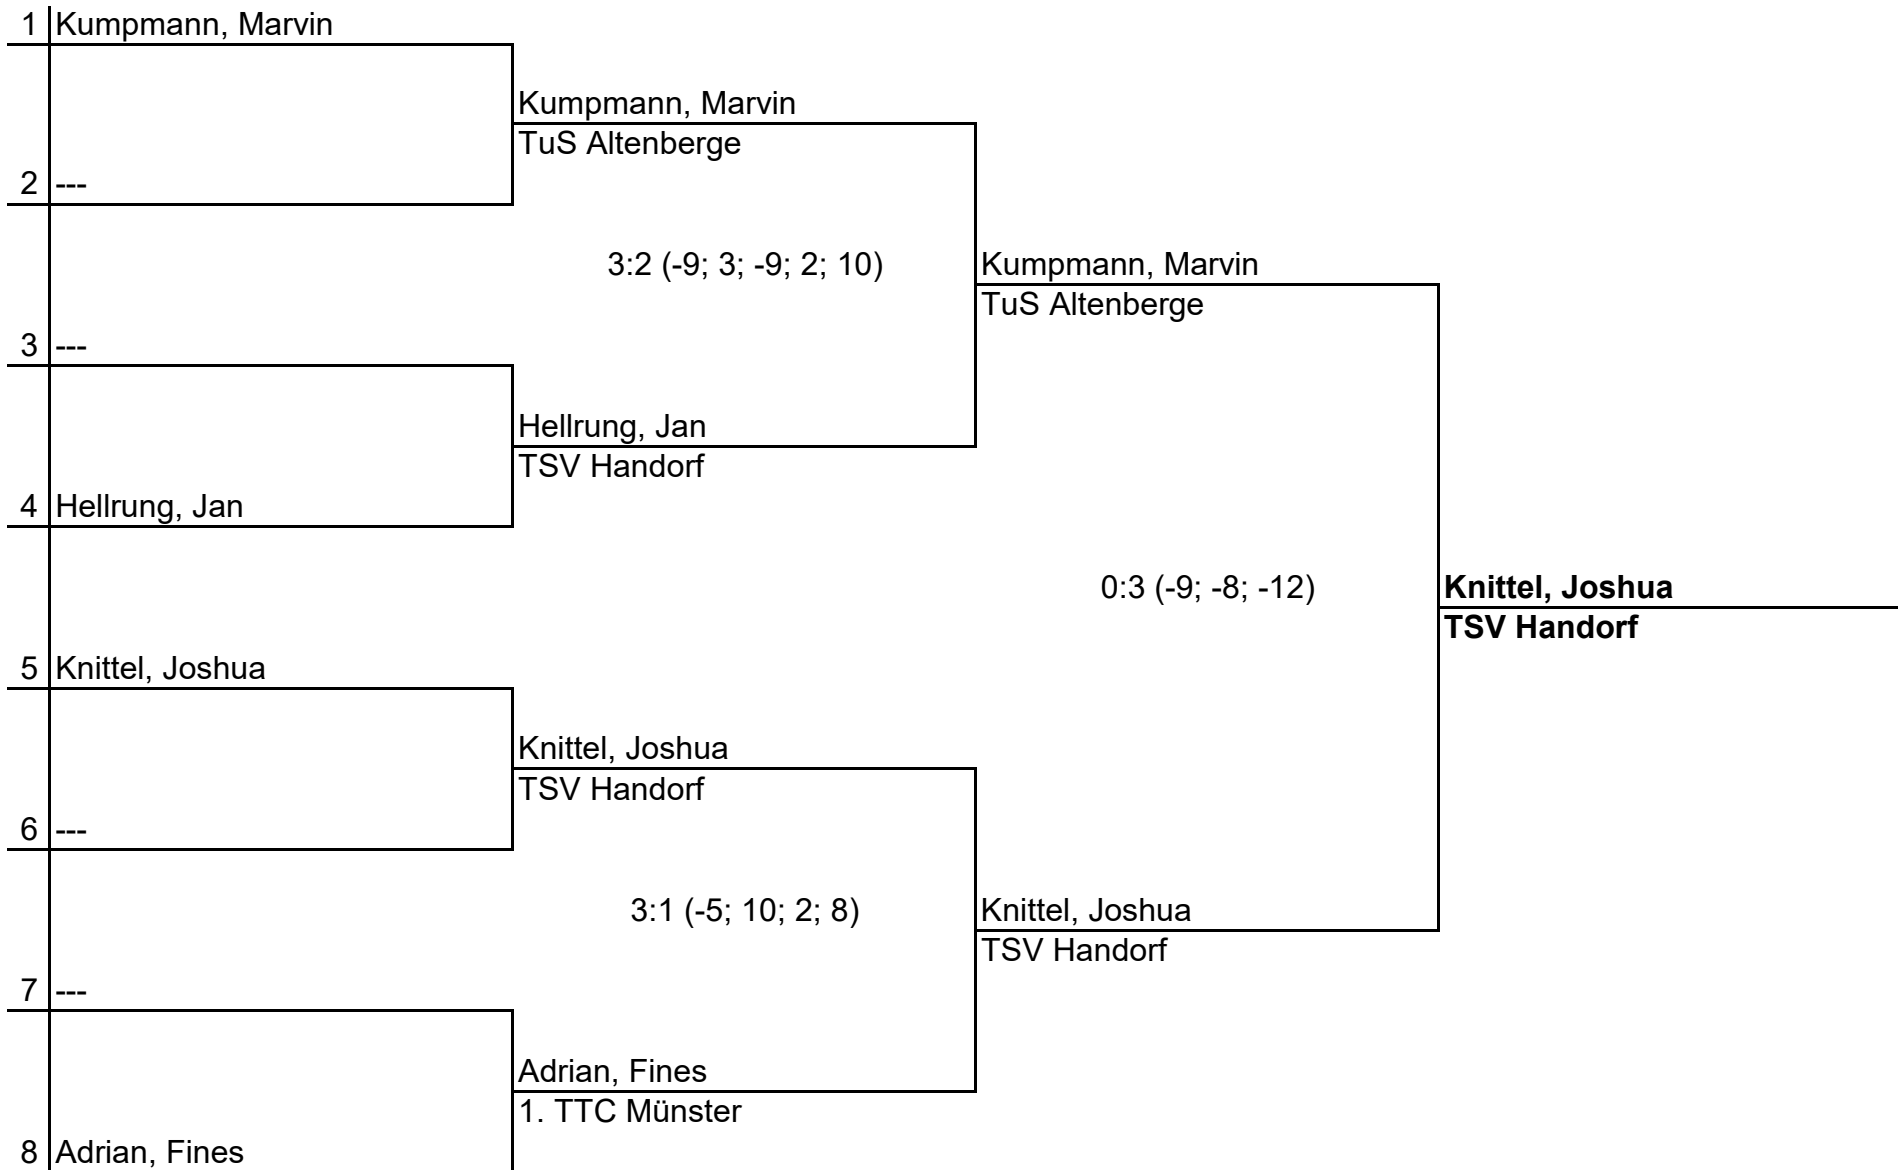 1 Kumpmann, Marvin
Kumpmann, Marvin
TuS Altenberge
2 ---
3:2 (-9; 3; -9; 2; 10)
Kumpmann, Marvin
TuS Altenberge
3 ---
Hellrung, Jan
TSV Handorf
4 Hellrung, Jan
0:3 (-9; -8; -12)
Knittel, Joshua
TSV Handorf
5 Knittel, Joshua
Knittel, Joshua
TSV Handorf
6 ---
3:1 (-5; 10; 2; 8)
Knittel, Joshua
TSV Handorf
7 ---
Adrian, Fines
1. TTC Münster
8 Adrian, Fines